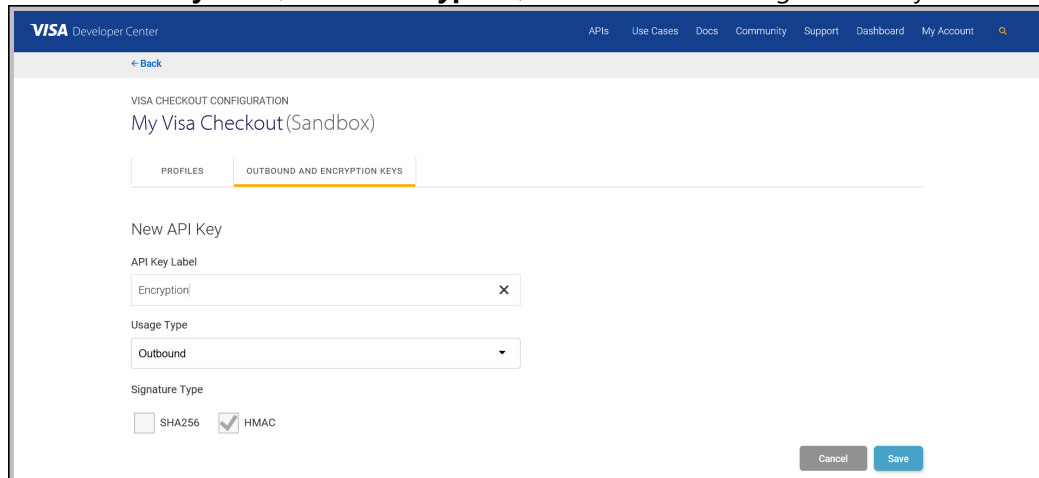 VISA Developer Center APIs Use Cases Docs Community Support Dashboard My Account
← Back
VISA CHECKOUT CONFIGURATION
My Visa Checkout (Sandbox)
PROFILES OUTBOUND AND ENCRYPTION KEYS
New API Key
API Key Label
Encryption
Usage Type
Outbound
Signature Type
SHA256 HMAC
Cancel Save